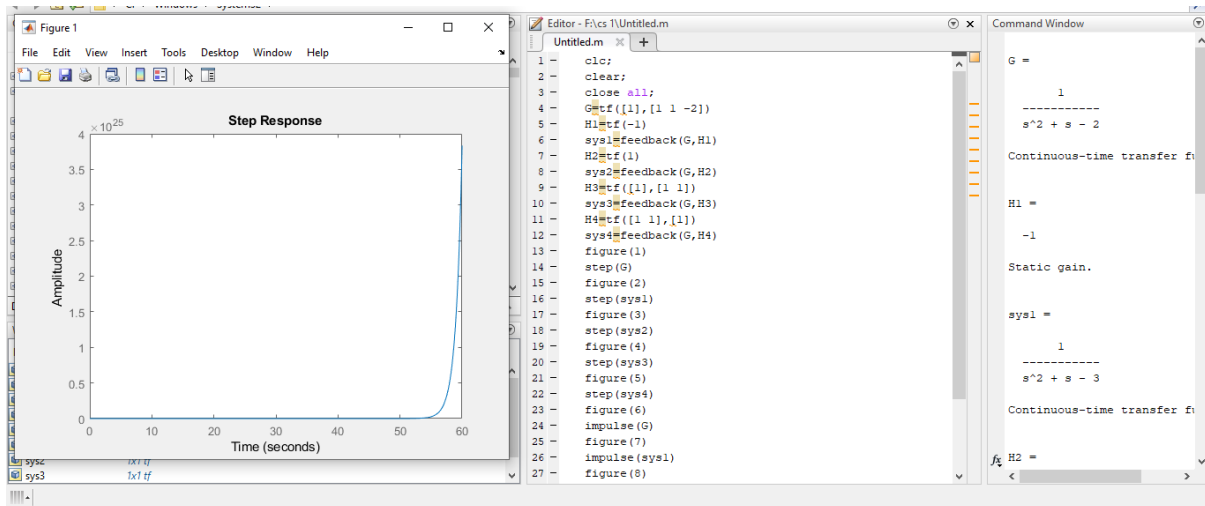 Figure 1
File Edit View Insert Tools Desktop Window Help
Step Response
×10^25
4
3.5
3
2.5
2
1.5
1
0.5
0
Amplitude
0 10 20 30 40 50 60
Time (seconds)
sys2 1x1 tf
sys3 1x1 tf
Editor - F:\cs 1\Untitled.m
Untitled.m
1 - clc;
2 - clear;
3 - close all;
4 - G=tf([1],[1 1 -2])
5 - H1=tf(-1)
6 - sys1=feedback(G,H1)
7 - H2=tf(1)
8 - sys2=feedback(G,H2)
9 - H3=tf([1],[1 1])
10 - sys3=feedback(G,H3)
11 - H4=tf([1 1],[1])
12 - sys4=feedback(G,H4)
13 - figure(1)
14 - step(G)
15 - figure(2)
16 - step(sys1)
17 - figure(3)
18 - step(sys2)
19 - figure(4)
20 - step(sys3)
21 - figure(5)
22 - step(sys4)
23 - figure(6)
24 - impulse(G)
25 - figure(7)
26 - impulse(sys1)
27 - figure(8)
Command Window
G =
1
-----------
s^2 + s - 2
Continuous-time transfer fu
H1 =
-1
Static gain.
sys1 =
1
-----------
s^2 + s - 3
Continuous-time transfer fu
fx H2 =